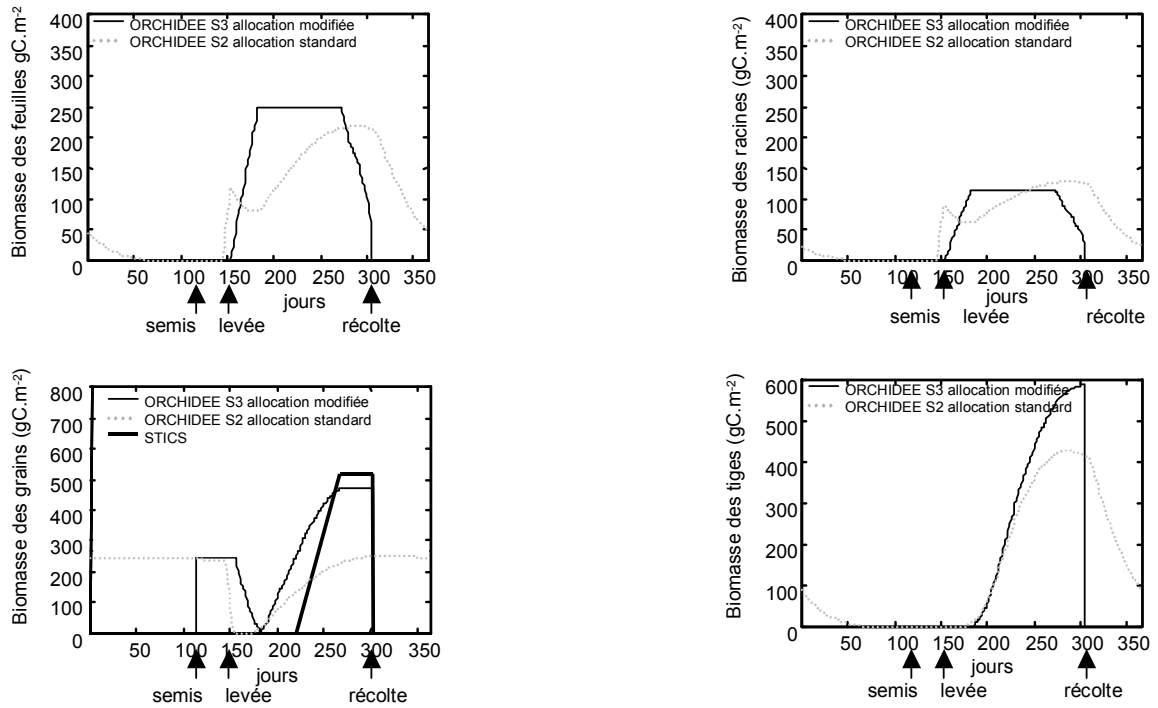 Biomasse des feuilles gC.m-2
400
350
300
250
200
150
100
50
0
ORCHIDEE S3 allocation modifiée
ORCHIDEE S2 allocation standard
50 100 150 200 250 300 350
jours
semis levée récolte
Biomasse des racines (gC.m-2)
400
350
300
250
200
150
100
50
0
ORCHIDEE S3 allocation modifiée
ORCHIDEE S2 allocation standard
50 100 150 200 250 300 350
jours
semis levée récolte
Biomasse des grains (gC.m-2)
800
700
600
500
400
300
200
100
0
ORCHIDEE S3 allocation modifiée
ORCHIDEE S2 allocation standard
STICS
50 100 150 200 250 300 350
jours
semis levée récolte
Biomasse des tiges (gC.m-2)
600
500
400
300
200
100
0
ORCHIDEE S3 allocation modifiée
ORCHIDEE S2 allocation standard
50 100 150 200 250 300 350
jours
semis levée récolte